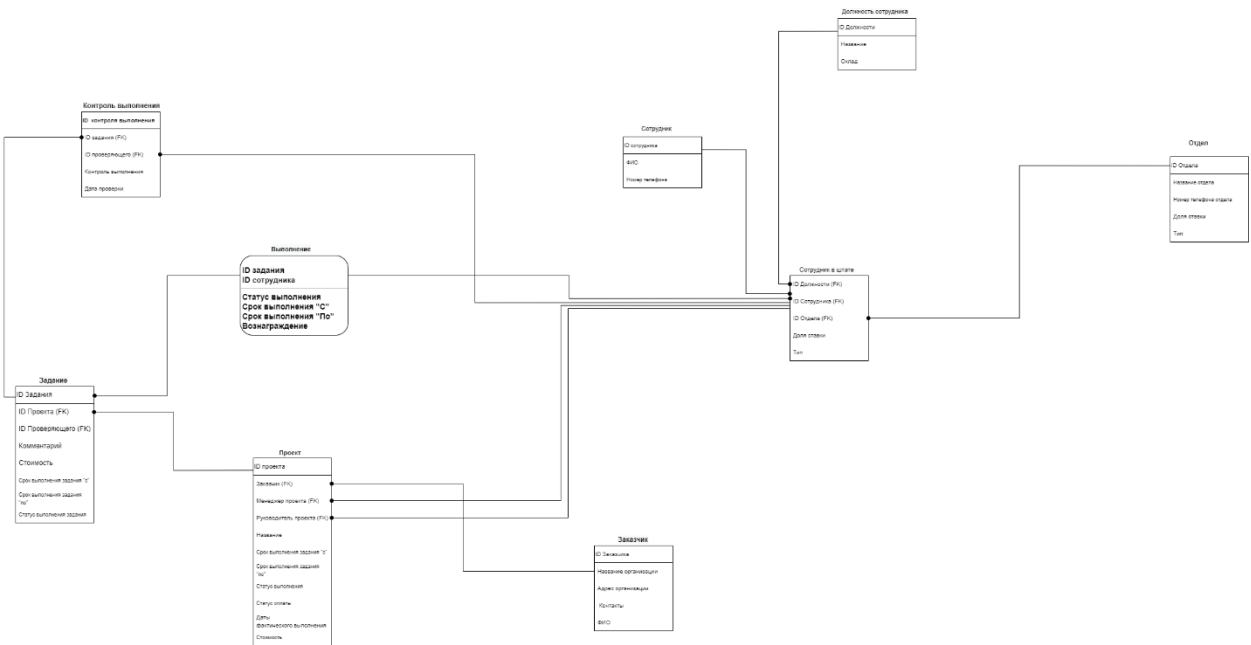 Должность сотрудника
ID Должности
Название
Оклад
Контроль выполнения
ID контроля выполнения
ID задания (FK)
ID проверяющего (FK)
Контроль выполнения
Дата проверки
Сотрудник
ID сотрудника
ФИО
Номер телефона
Отдел
ID Отдела
Название отдела
Номер телефона отдела
Доля ставки
Тип
Выполнение
ID задания
ID сотрудника
Статус выполнения
Срок выполнения "С"
Срок выполнения "По"
Вознаграждение
Сотрудник в штате
ID Должности (FK)
ID Сотрудника (FK)
ID Отдела (FK)
Доля ставки
Тип
Задание
ID Задания
ID Проекта (FK)
ID Проверяющего (FK)
Комментарий
Стоимость
Срок выполнения задания "с"
Срок выполнения задания
"по"
Статус выполнения задания
Проект
ID проекта
Заказчик (FK)
Менеджер проекта (FK)
Руководитель проекта (FK)
Название
Срок выполнения задания "с"
Срок выполнения задания
"по"
Статус выполнения
Статус оплаты
Даты
фактического выполнения
Стоимость
Заказчик
ID Заказчика
Название организации
Адрес организации
Контакты
ФИО